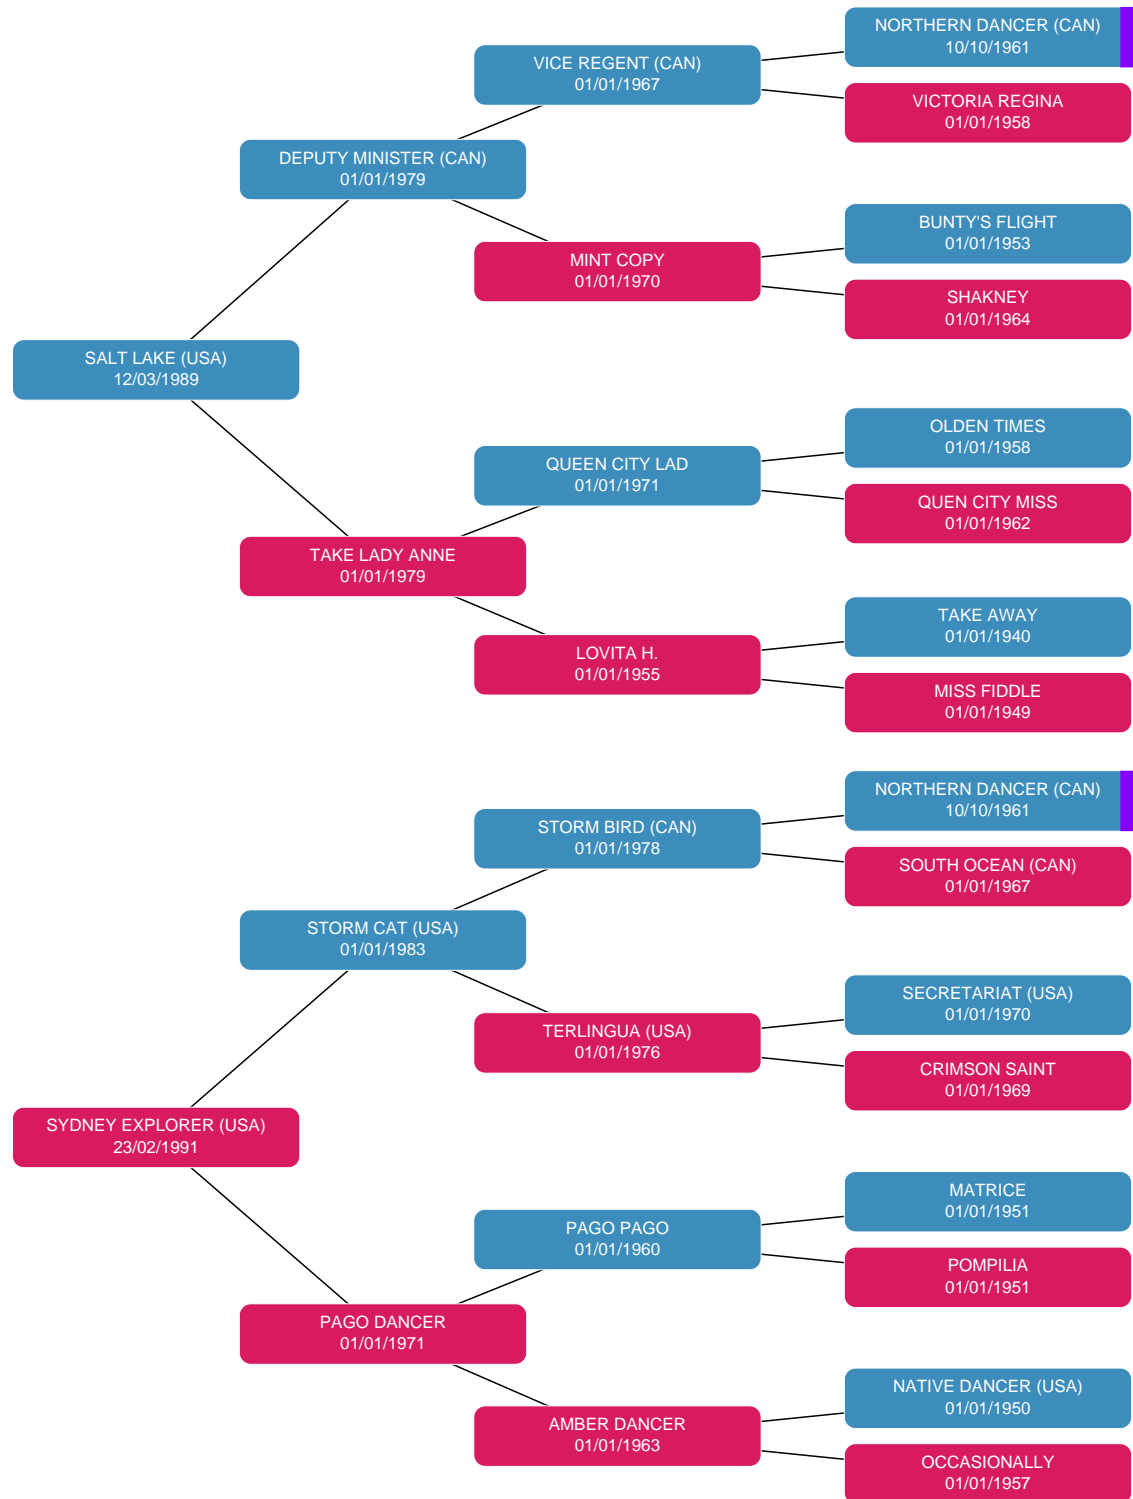 NORTHERN DANCER (CAN)
10/10/1961
VICE REGENT (CAN)
01/01/1967
VICTORIA REGINA
01/01/1958
DEPUTY MINISTER (CAN)
01/01/1979
BUNTY'S FLIGHT
01/01/1953
MINT COPY
01/01/1970
SHAKNEY
01/01/1964
SALT LAKE (USA)
12/03/1989
OLDEN TIMES
01/01/1958
QUEEN CITY LAD
01/01/1971
QUEN CITY MISS
01/01/1962
TAKE LADY ANNE
01/01/1979
TAKE AWAY
01/01/1940
LOVITA H.
01/01/1955
MISS FIDDLE
01/01/1949
NORTHERN DANCER (CAN)
10/10/1961
STORM BIRD (CAN)
01/01/1978
SOUTH OCEAN (CAN)
01/01/1967
STORM CAT (USA)
01/01/1983
SECRETARIAT (USA)
01/01/1970
TERLINGUA (USA)
01/01/1976
CRIMSON SAINT
01/01/1969
SYDNEY EXPLORER (USA)
23/02/1991
MATRICE
01/01/1951
PAGO PAGO
01/01/1960
POMPILIA
01/01/1951
PAGO DANCER
01/01/1971
NATIVE DANCER (USA)
01/01/1950
AMBER DANCER
01/01/1963
OCCASIONALLY
01/01/1957